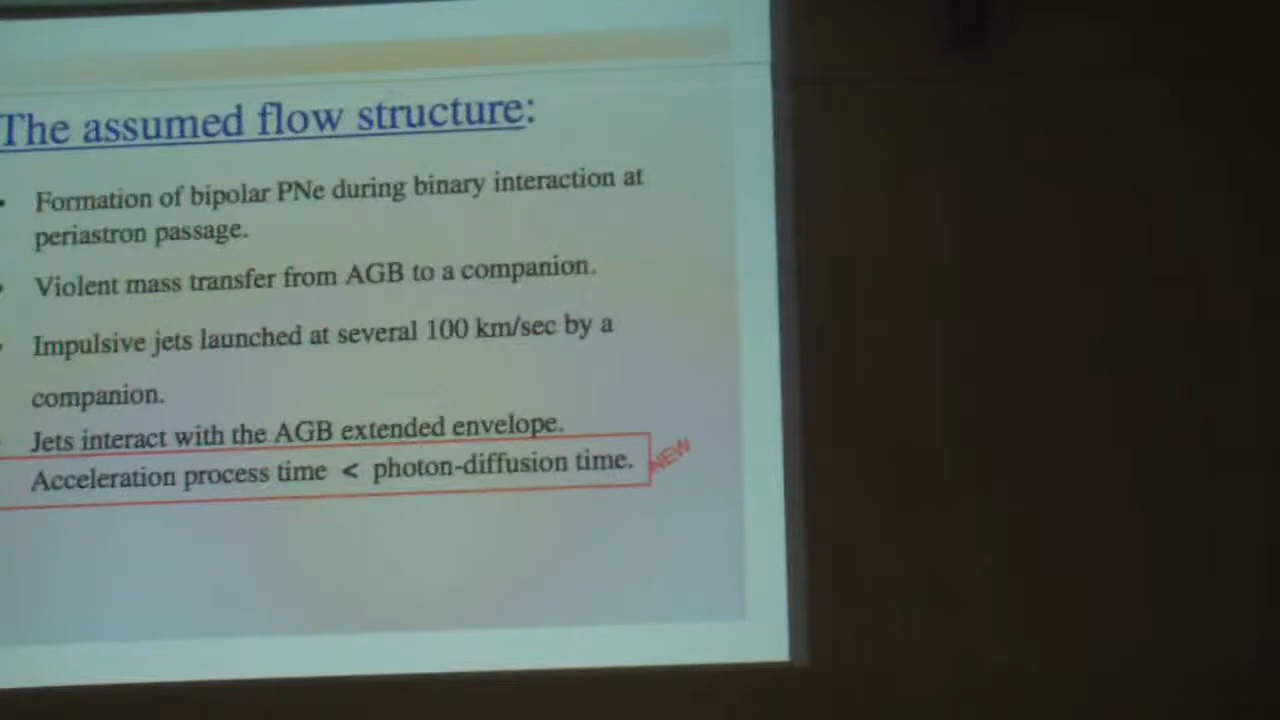 The assumed flow structure:
• Formation of bipolar PNe during binary interaction at
periastron passage.
• Violent mass transfer from AGB to a companion.
• Impulsive jets launched at several 100 km/sec by a
companion.
• Jets interact with the AGB extended envelope.
Acceleration process time < photon-diffusion time.
NEW